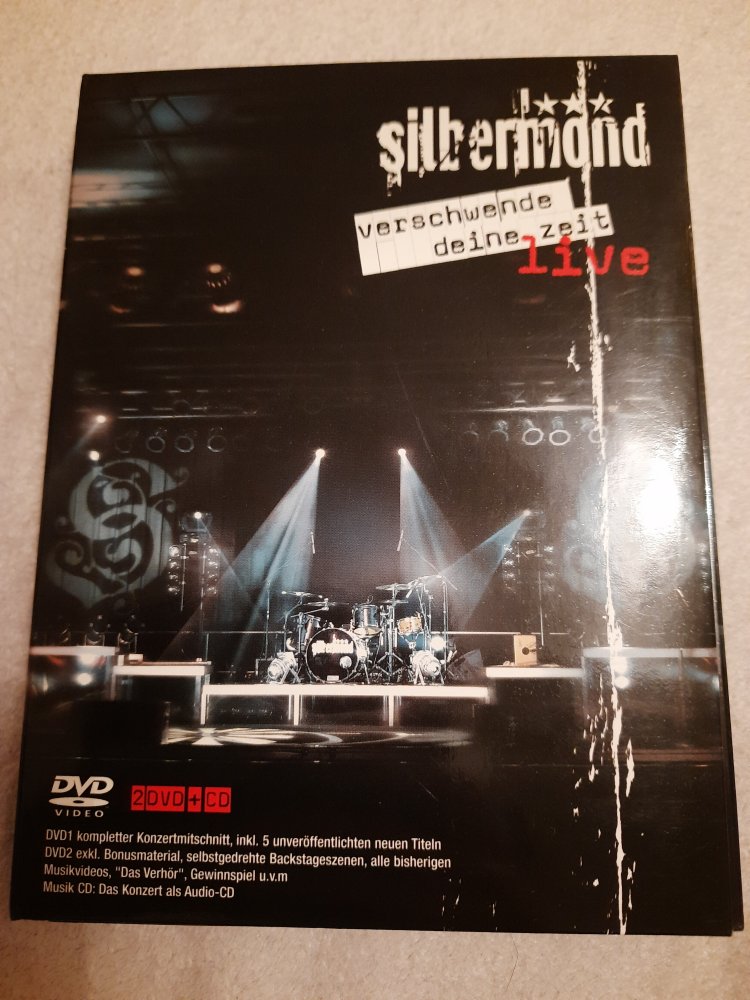 silbermond
verschwende
deine zeit
live
DVD
VIDEO
2DVD+CD
DVD1 kompletter Konzertmitschnitt, inkl. 5 unveröffentlichten neuen Titeln
DVD2 exkl. Bonusmaterial, selbstgedrehte Backstageszenen, alle bisherigen
Musikvideos, "Das Verhör", Gewinnspiel u.v.m
Musik CD: Das Konzert als Audio-CD